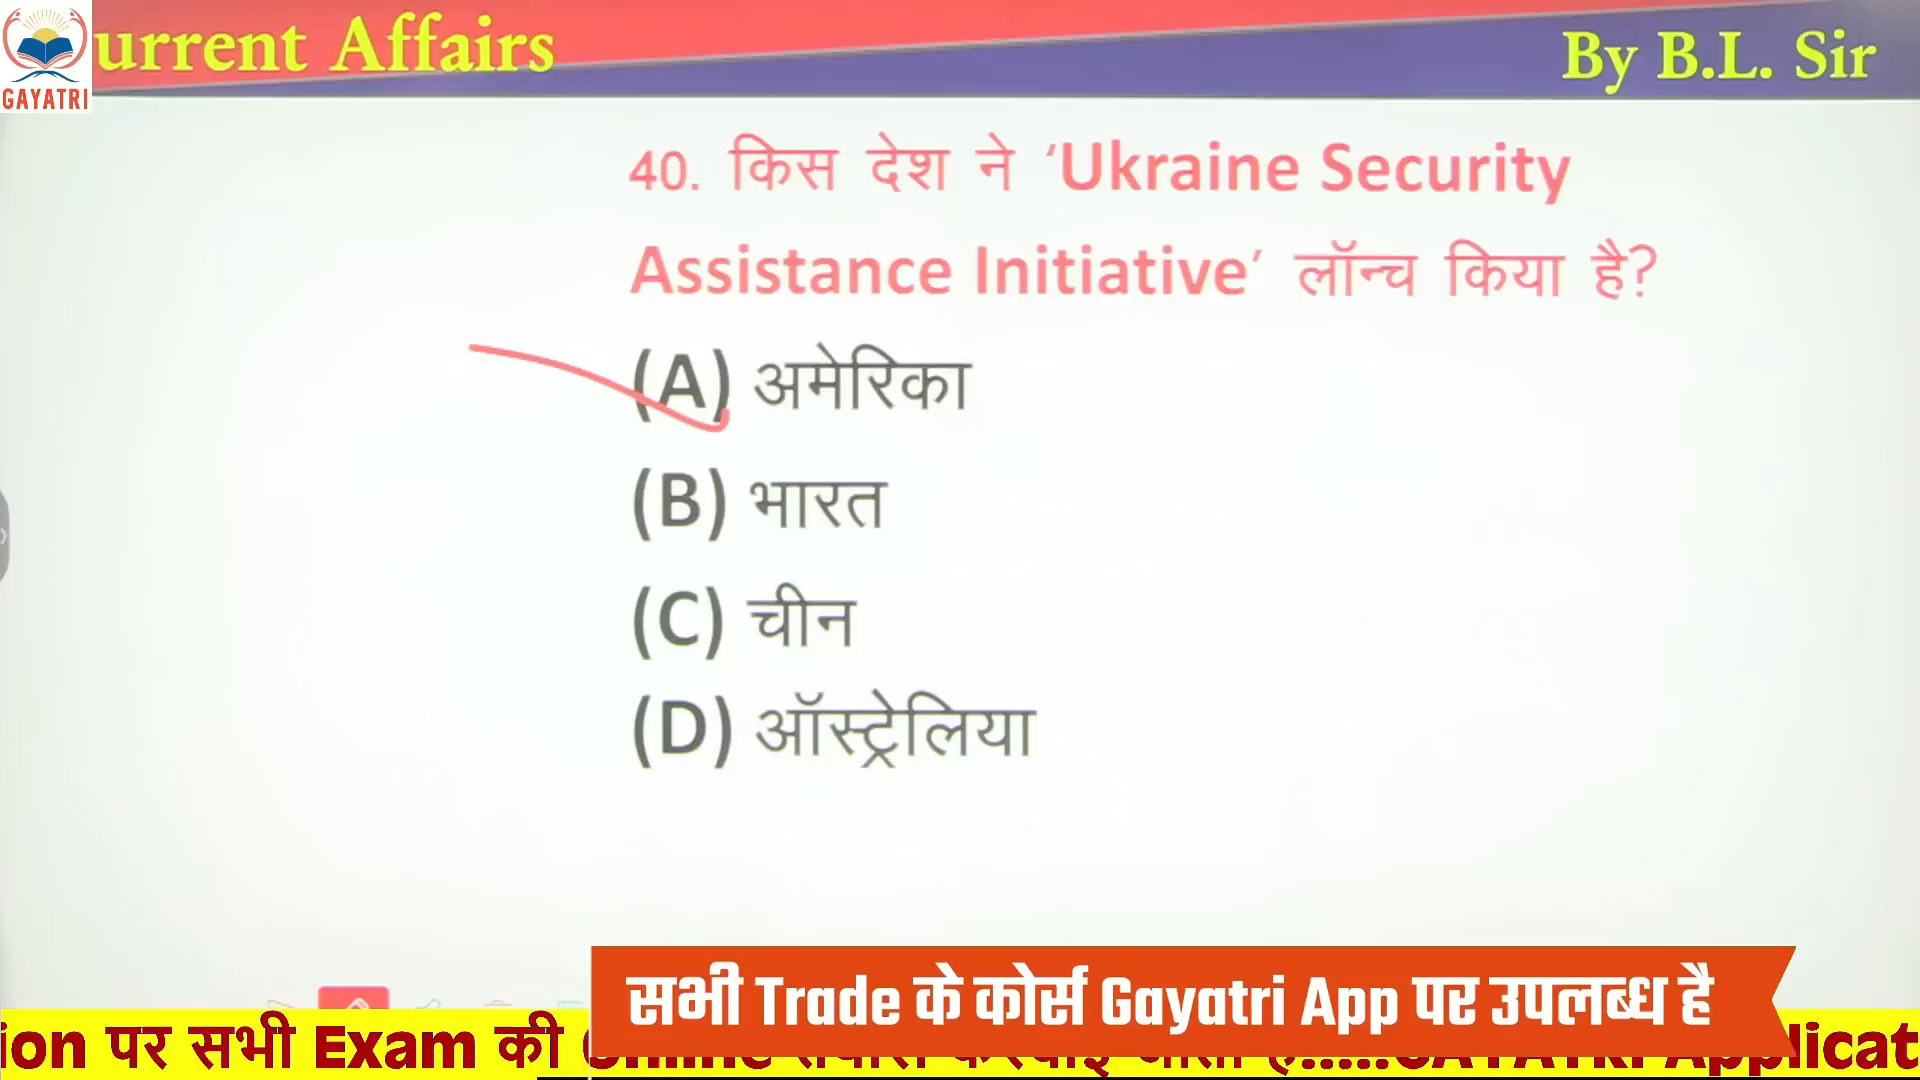 urrent Affairs
By B.L. Sir
GAYATRI
40. किस देश ने ‘Ukraine Security
Assistance Initiative’ लॉन्च किया है?
(A) अमेरिका
(B) भारत
(C) चीन
(D) ऑस्ट्रेलिया
सभी Trade के कोर्स Gayatri App पर उपलब्ध है
ion पर सभी Exam की